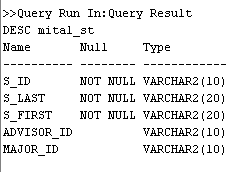 >>Query Run In:Query Result
DESC mital_st
Name       Null     Type
---------- -------- ------------
S_ID       NOT NULL VARCHAR2(10)
S_LAST     NOT NULL VARCHAR2(20)
S_FIRST    NOT NULL VARCHAR2(20)
ADVISOR_ID          VARCHAR2(10)
MAJOR_ID            VARCHAR2(10)